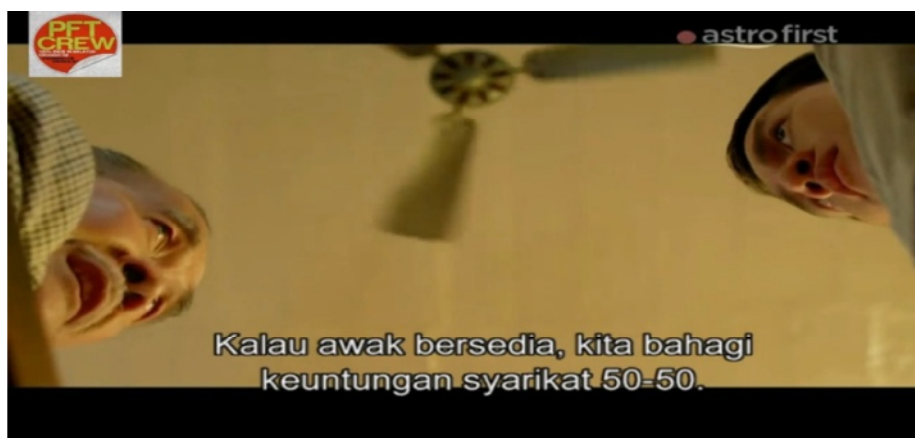 PFT
CREW
astro first
Kalau awak bersedia, kita bahagi
keuntungan syarikat 50-50.